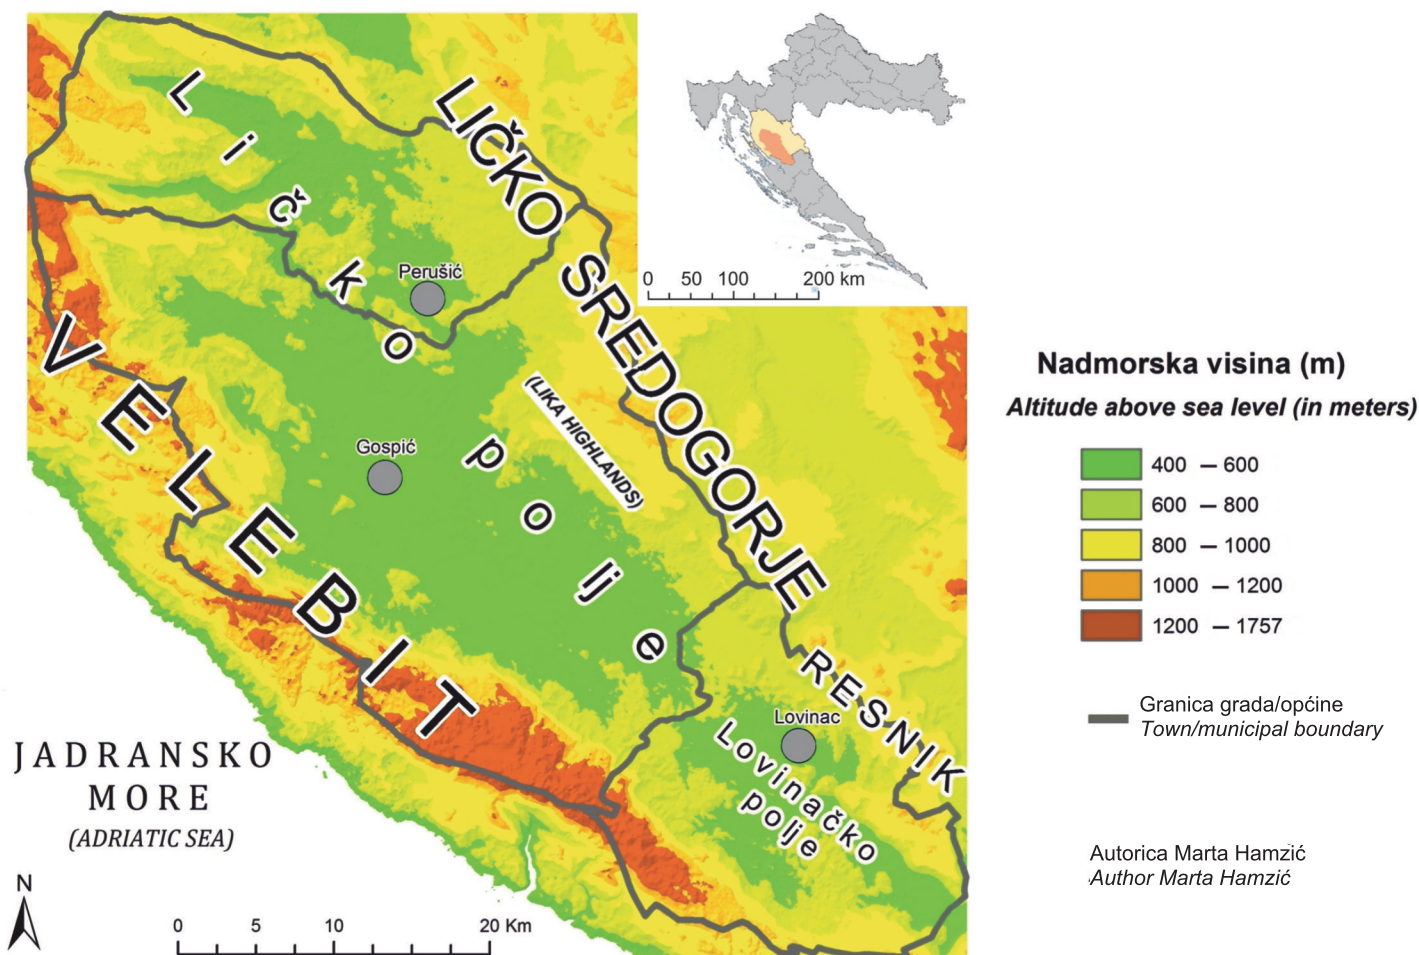 Ličko polje
LIČKO SREDOGORJE
(LIKA HIGHLANDS)
VELEBIT
RESNIK
Perušić
Gospić
Lovinac
Lovinačko
polje
JADRANSKO
MORE
(ADRIATIC SEA)
N
0 5 10 20 Km
0 50 100 200 km
Nadmorska visina (m)
Altitude above sea level (in meters)
400 – 600
600 – 800
800 – 1000
1000 – 1200
1200 – 1757
Granica grada/općine
Town/municipal boundary
Autorica Marta Hamzić
Author Marta Hamzić